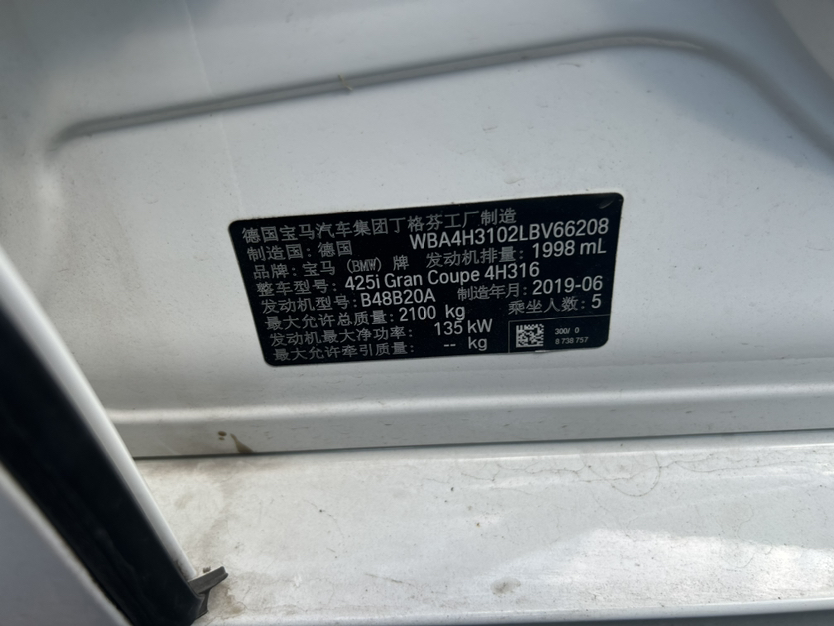 德国宝马汽车集团丁格芬工厂制造
制造国：德国 WBA4H3102LBV66208
品牌：宝马 (BMW) 牌 发动机排量：1998 mL
整车型号：425i Gran Coupe 4H316
发动机型号：B48B20A 制造年月：2019-06
最大允许总质量：2100 kg 乘坐人数：5
发动机最大净功率： 135 kW
最大允许牵引质量： -- kg
300/ 0
8 738 757